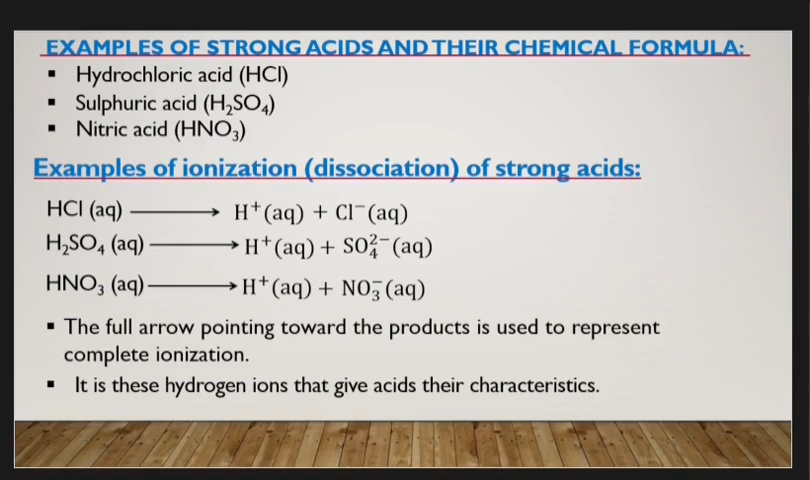 EXAMPLES OF STRONG ACIDS AND THEIR CHEMICAL FORMULA:
▪ Hydrochloric acid (HCl)
▪ Sulphuric acid (H₂SO₄)
▪ Nitric acid (HNO₃)
Examples of ionization (dissociation) of strong acids:
HCl (aq) ⟶ H⁺(aq) + Cl⁻(aq)
H₂SO₄ (aq) ⟶ H⁺(aq) + SO₄²⁻(aq)
HNO₃ (aq) ⟶ H⁺(aq) + NO₃⁻(aq)
▪ The full arrow pointing toward the products is used to represent
complete ionization.
▪ It is these hydrogen ions that give acids their characteristics.